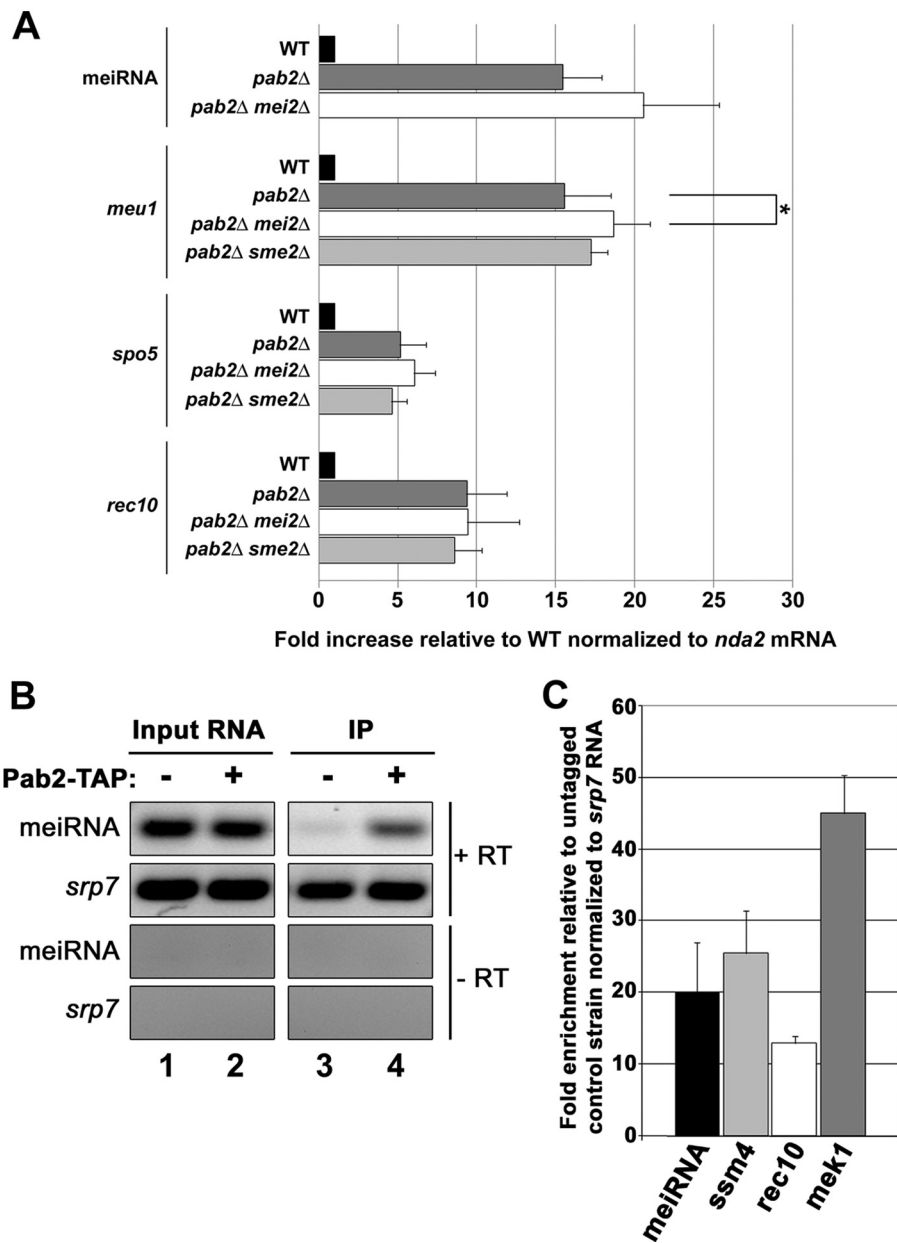 A
meiRNA
WT
pab2Δ
pab2Δ mei2Δ
meu1
WT
pab2Δ
pab2Δ mei2Δ
pab2Δ sme2Δ
*
spo5
WT
pab2Δ
pab2Δ mei2Δ
pab2Δ sme2Δ
rec10
WT
pab2Δ
pab2Δ mei2Δ
pab2Δ sme2Δ
0 5 10 15 20 25 30
Fold increase relative to WT normalized to nda2 mRNA
B
Input RNA IP
Pab2-TAP: - + - +
meiRNA
srp7
+ RT
meiRNA
srp7
- RT
1 2 3 4
C
Fold enrichment relative to untagged
control strain normalized to srp7 RNA
60
50
40
30
20
10
0
meiRNA ssm4 rec10 mek1